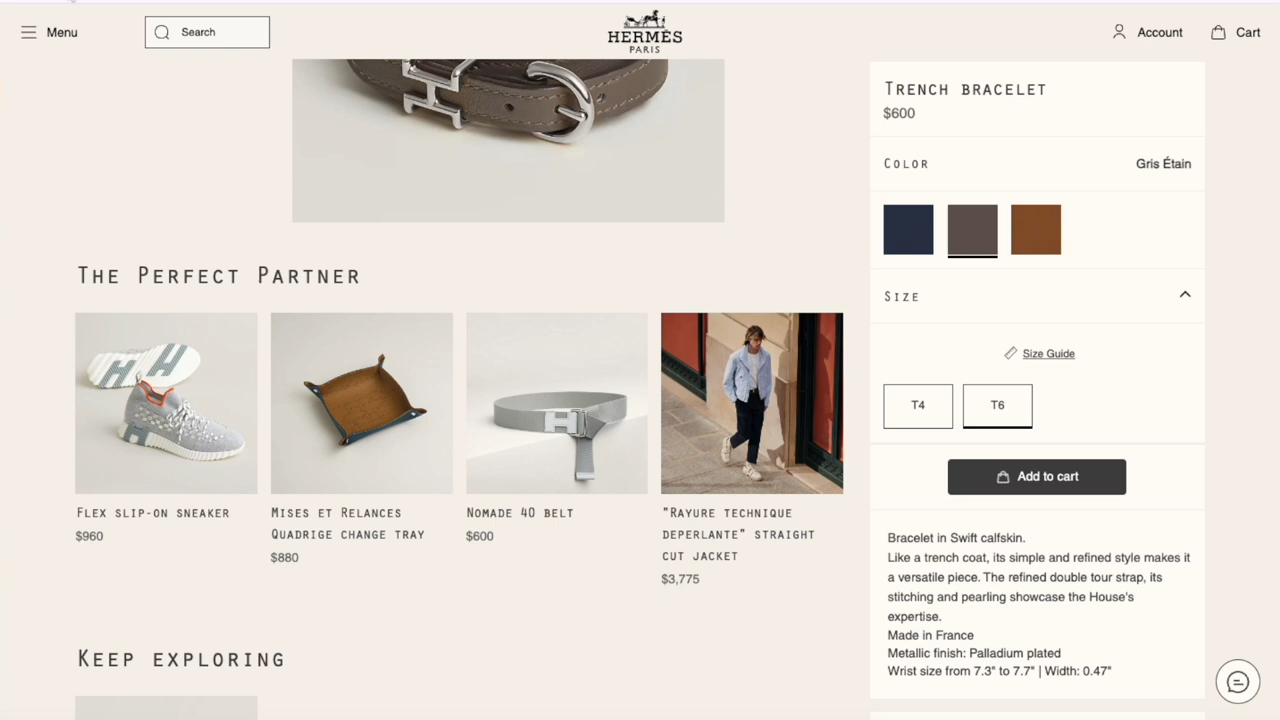 Menu
Search
HERMÈS
PARIS
Account
Cart
TRENCH BRACELET
$600
COLOR
Gris Étain
SIZE
Size Guide
T4
T6
Add to cart
Bracelet in Swift calfskin.
Like a trench coat, its simple and refined style makes it
a versatile piece. The refined double tour strap, its
stitching and pearling showcase the House's
expertise.
Made in France
Metallic finish: Palladium plated
Wrist size from 7.3" to 7.7" | Width: 0.47"
THE PERFECT PARTNER
FLEX SLIP-ON SNEAKER
$960
MISES ET RELANCES
QUADRIGE CHANGE TRAY
$880
NOMADE 40 BELT
$600
"RAYURE TECHNIQUE
DEPERLANTE" STRAIGHT
CUT JACKET
$3,775
KEEP EXPLORING